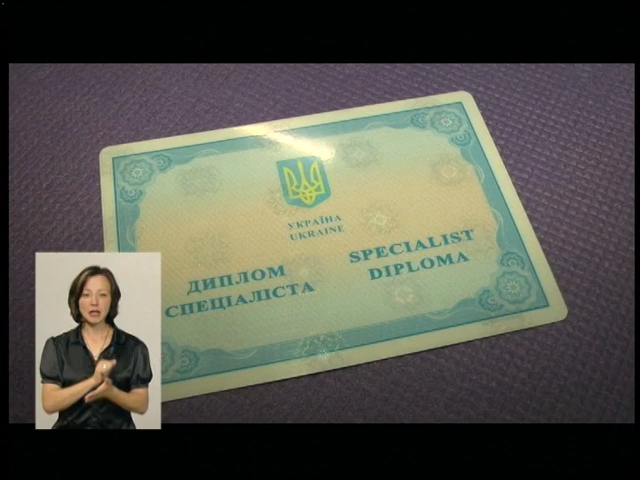 УКРАЇНА
UKRAINE
ДИПЛОМ
СПЕЦІАЛІСТА
SPECIALIST
DIPLOMA